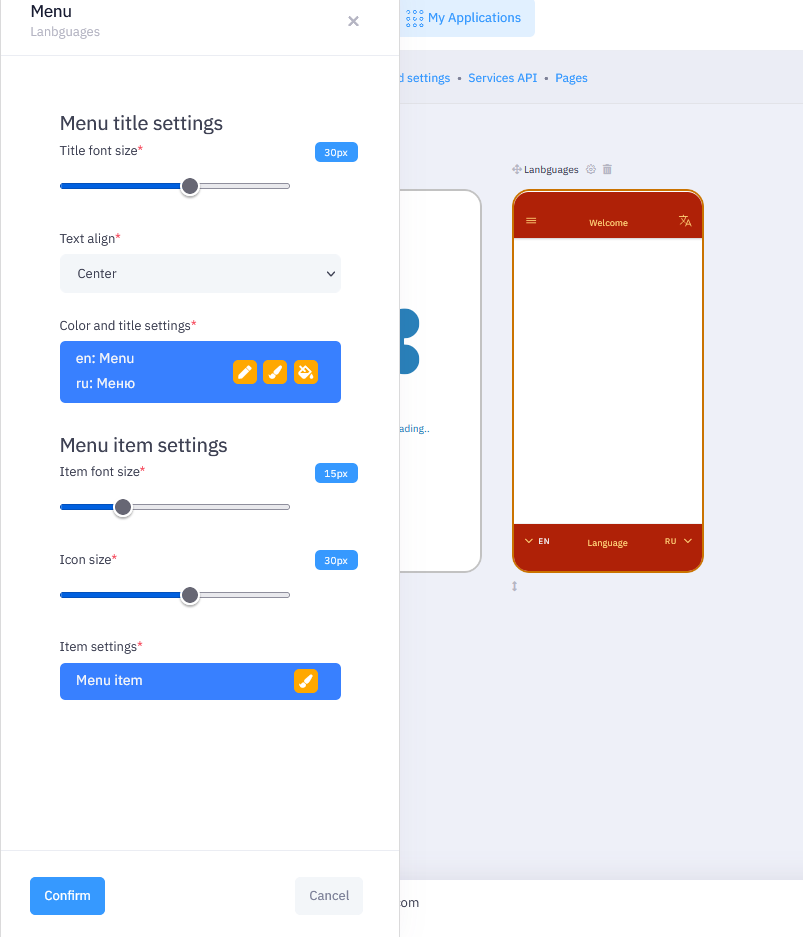 Menu
Lanbguages
My Applications
d settings • Services API • Pages
Menu title settings
Title font size*
30px
Text align*
Center
Color and title settings*
en: Menu
ru: Меню
Menu item settings
Item font size*
15px
Icon size*
30px
Item settings*
Menu item
Confirm
Cancel
ading..
Lanbguages
Welcome
EN
Language
RU
com